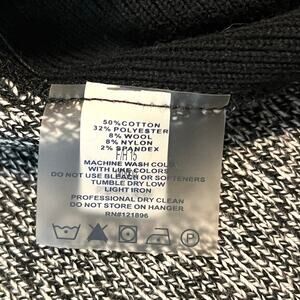 50%COTTON
32% POLYESTER
8% WOOL
8% NYLON
2% SPANDEX
F/H 15
MACHINE WASH COLD
WITH LIKE COLORS
DO NOT USE BLEACH OR SOFTENERS
TUMBLE DRY LOW
LIGHT IRON
PROFESSIONAL DRY CLEAN
DO NOT STORE ON HANGER
RN#121896